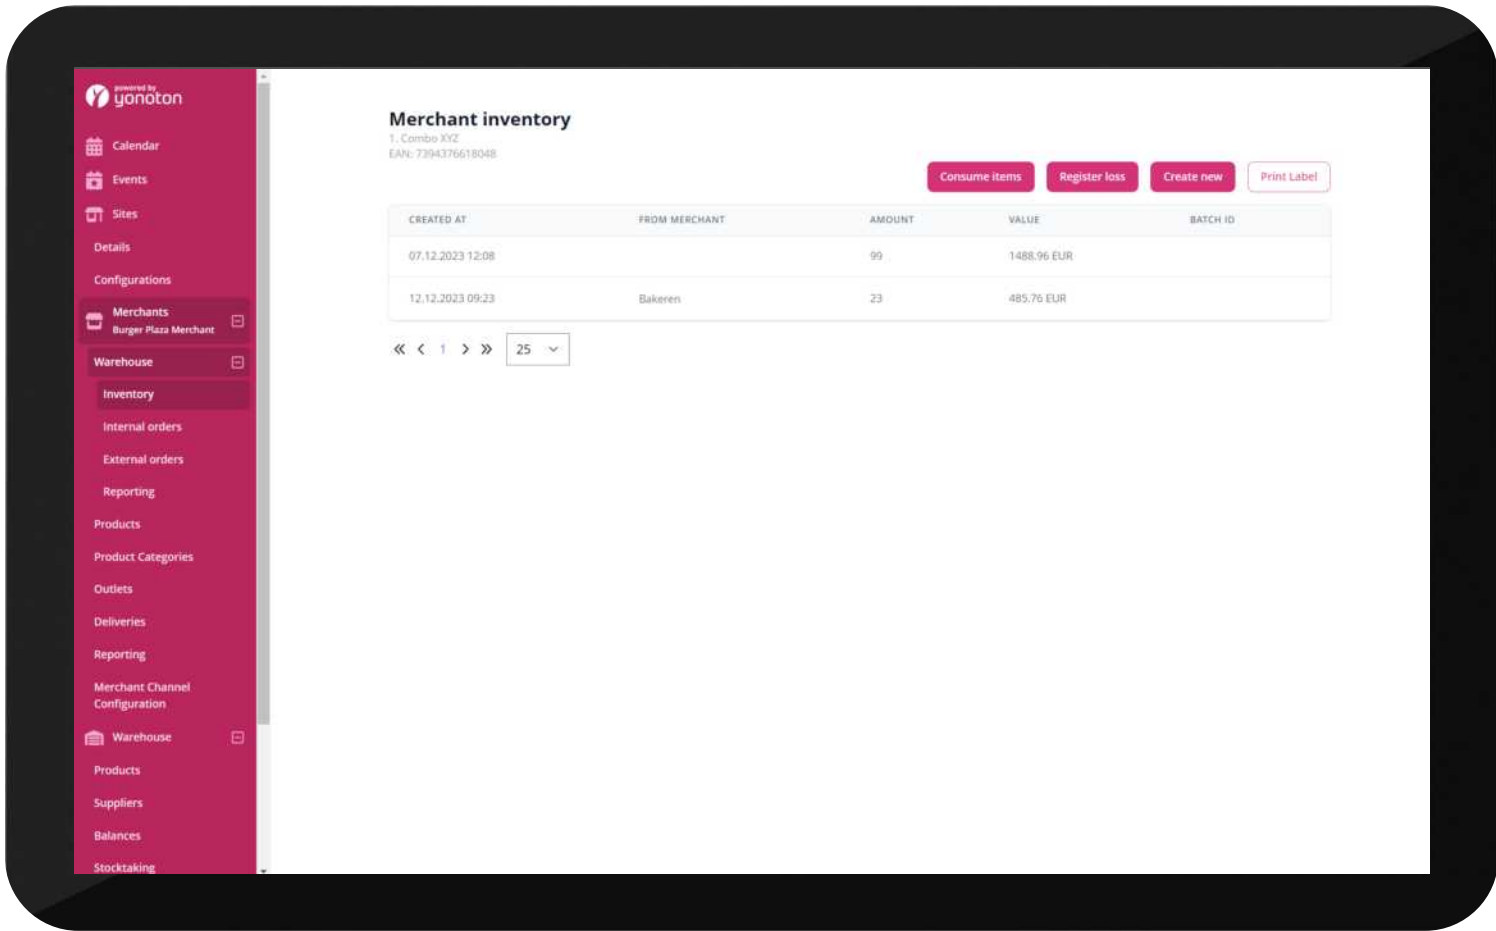 powered by
yonoton
Calendar
Events
Sites
Details
Configurations
Merchants
Burger Plaza Merchant
Warehouse
Inventory
Internal orders
External orders
Reporting
Products
Product Categories
Outlets
Deliveries
Reporting
Merchant Channel
Configuration
Warehouse
Products
Suppliers
Balances
Stocktaking
Merchant inventory
1. Combo XYZ
EAN: 7394376618048
Consume items Register loss Create new Print Label
CREATED AT FROM MERCHANT AMOUNT VALUE BATCH ID
07.12.2023 12:08 99 1488.96 EUR
12.12.2023 09:23 Bakeren 23 485.76 EUR
« < 1 > » 25